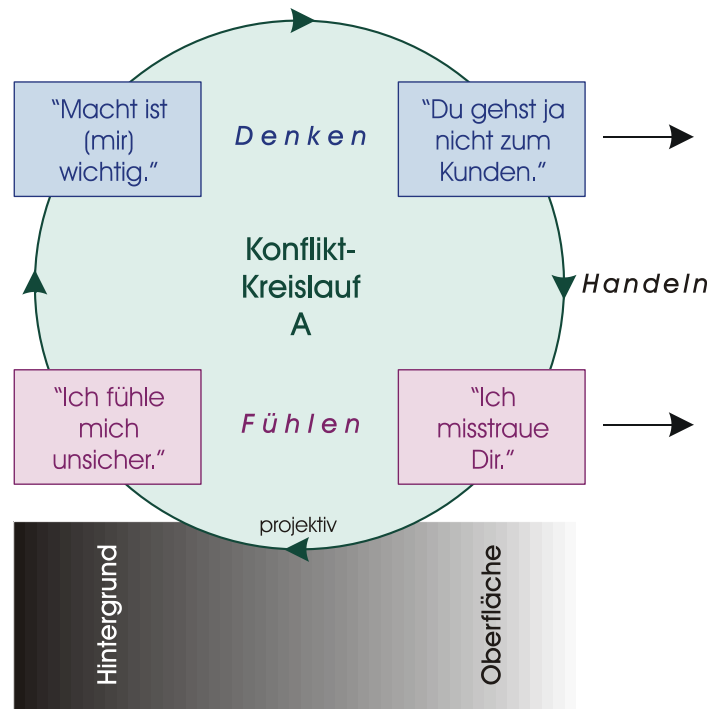 "Macht ist
(mir)
wichtig."
Denken
"Du gehst ja
nicht zum
Kunden."
Konflikt-
Kreislauf
A
Handeln
"Ich fühle
mich
unsicher."
Fühlen
"Ich
misstraue
Dir."
projektiv
Hintergrund
Oberfläche